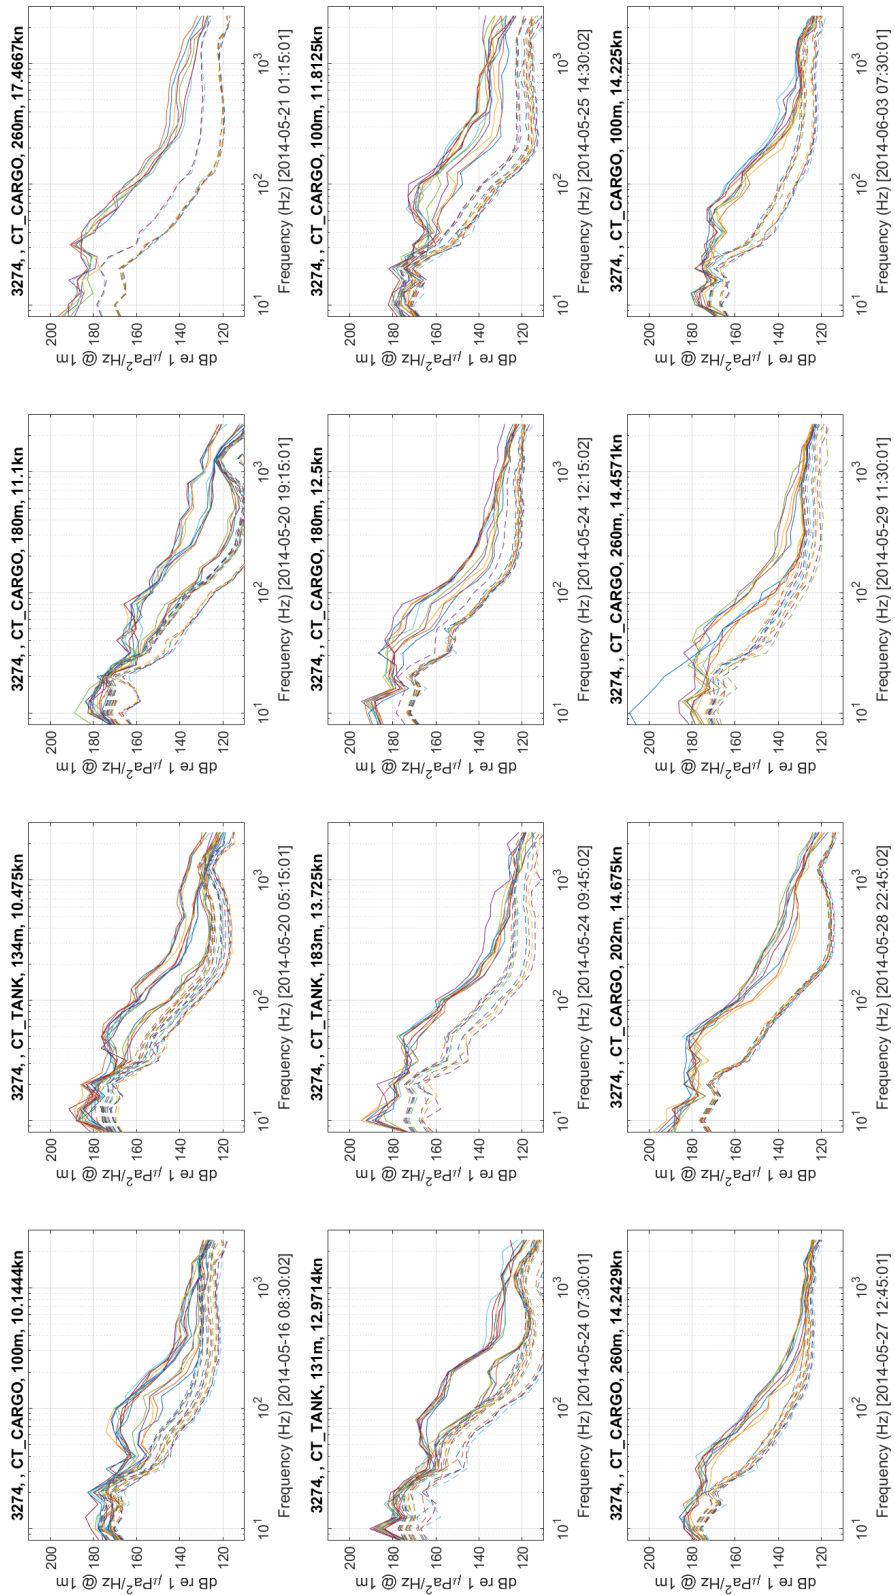 3274, , CT_CARGO, 100m, 10.1444kn
200
180
160
140
120
dB re 1 μPa²/Hz @ 1m
10¹ 10² 10³
Frequency (Hz) [2014-05-16 08:30:02]
3274, , CT_TANK, 134m, 10.475kn
200
180
160
140
120
dB re 1 μPa²/Hz @ 1m
10¹ 10² 10³
Frequency (Hz) [2014-05-20 05:15:01]
3274, , CT_CARGO, 180m, 11.1kn
200
180
160
140
120
dB re 1 μPa²/Hz @ 1m
10¹ 10² 10³
Frequency (Hz) [2014-05-20 19:15:01]
3274, , CT_CARGO, 260m, 17.4667kn
200
180
160
140
120
dB re 1 μPa²/Hz @ 1m
10¹ 10² 10³
Frequency (Hz) [2014-05-21 01:15:01]
3274, , CT_TANK, 131m, 12.9714kn
200
180
160
140
120
dB re 1 μPa²/Hz @ 1m
10¹ 10² 10³
Frequency (Hz) [2014-05-24 07:30:01]
3274, , CT_TANK, 183m, 13.725kn
200
180
160
140
120
dB re 1 μPa²/Hz @ 1m
10¹ 10² 10³
Frequency (Hz) [2014-05-24 09:45:02]
3274, , CT_CARGO, 180m, 12.5kn
200
180
160
140
120
dB re 1 μPa²/Hz @ 1m
10¹ 10² 10³
Frequency (Hz) [2014-05-24 12:15:02]
3274, , CT_CARGO, 100m, 11.8125kn
200
180
160
140
120
dB re 1 μPa²/Hz @ 1m
10¹ 10² 10³
Frequency (Hz) [2014-05-25 14:30:02]
3274, , CT_CARGO, 260m, 14.2429kn
200
180
160
140
120
dB re 1 μPa²/Hz @ 1m
10¹ 10² 10³
Frequency (Hz) [2014-05-27 12:45:01]
3274, , CT_CARGO, 202m, 14.675kn
200
180
160
140
120
dB re 1 μPa²/Hz @ 1m
10¹ 10² 10³
Frequency (Hz) [2014-05-28 22:45:02]
3274, , CT_CARGO, 260m, 14.4571kn
200
180
160
140
120
dB re 1 μPa²/Hz @ 1m
10¹ 10² 10³
Frequency (Hz) [2014-05-29 11:30:01]
3274, , CT_CARGO, 100m, 14.225kn
200
180
160
140
120
dB re 1 μPa²/Hz @ 1m
10¹ 10² 10³
Frequency (Hz) [2014-06-03 07:30:01]